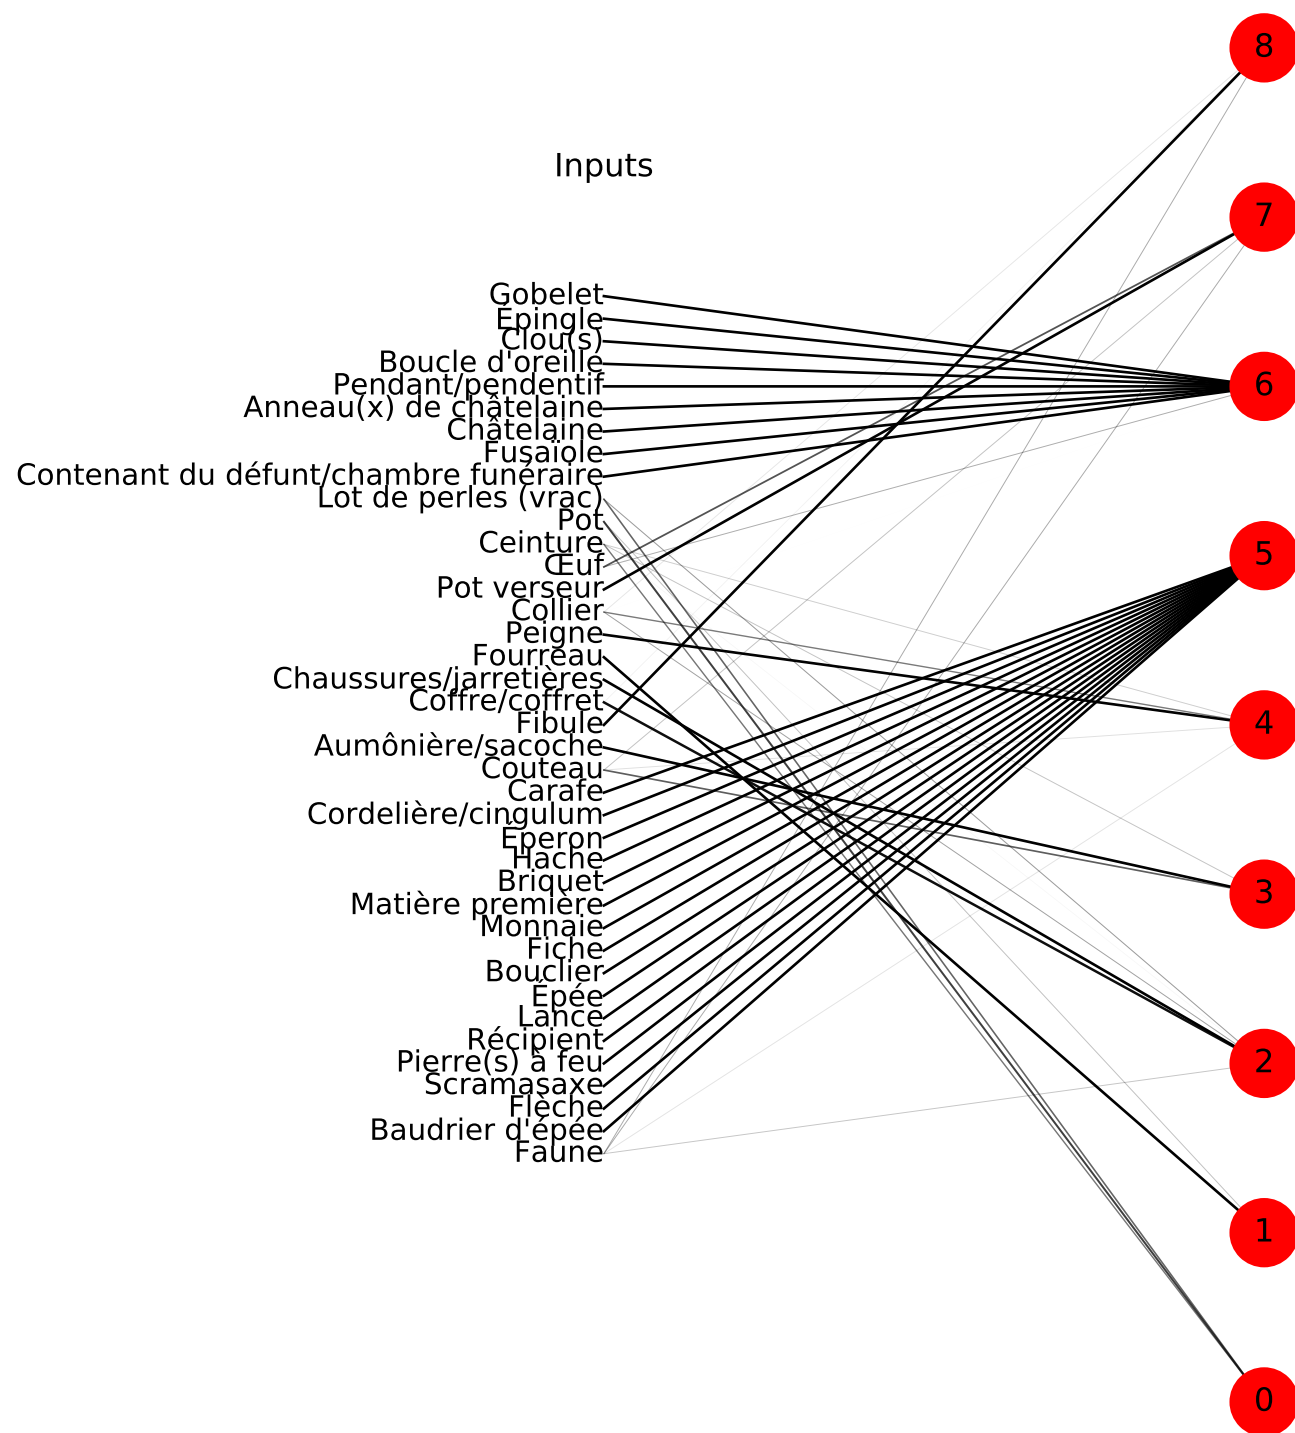 8
Inputs
7
Gobelet
Épingle
Clou(s)
Boucle d'oreille
Pendant/pendentif
6
Anneau(x) de châtelaine
Châtelaine
Fusaïole
Contenant du défunt/chambre funéraire
Lot de perles (vrac)
Pot
Ceinture
5
Œuf
Pot verseur
Collier
Peigne
Fourreau
Chaussures/jarretières
Coffre/coffret
Fibule
4
Aumônière/sacoche
Couteau
Carafe
Cordelière/cingulum
Éperon
Hache
Briquet
3
Matière première
Monnaie
Fiche
Bouclier
Épée
Lance
Récipient
Pierre(s) à feu
2
Scramasaxe
Flèche
Baudrier d'épée
Faune
1
0